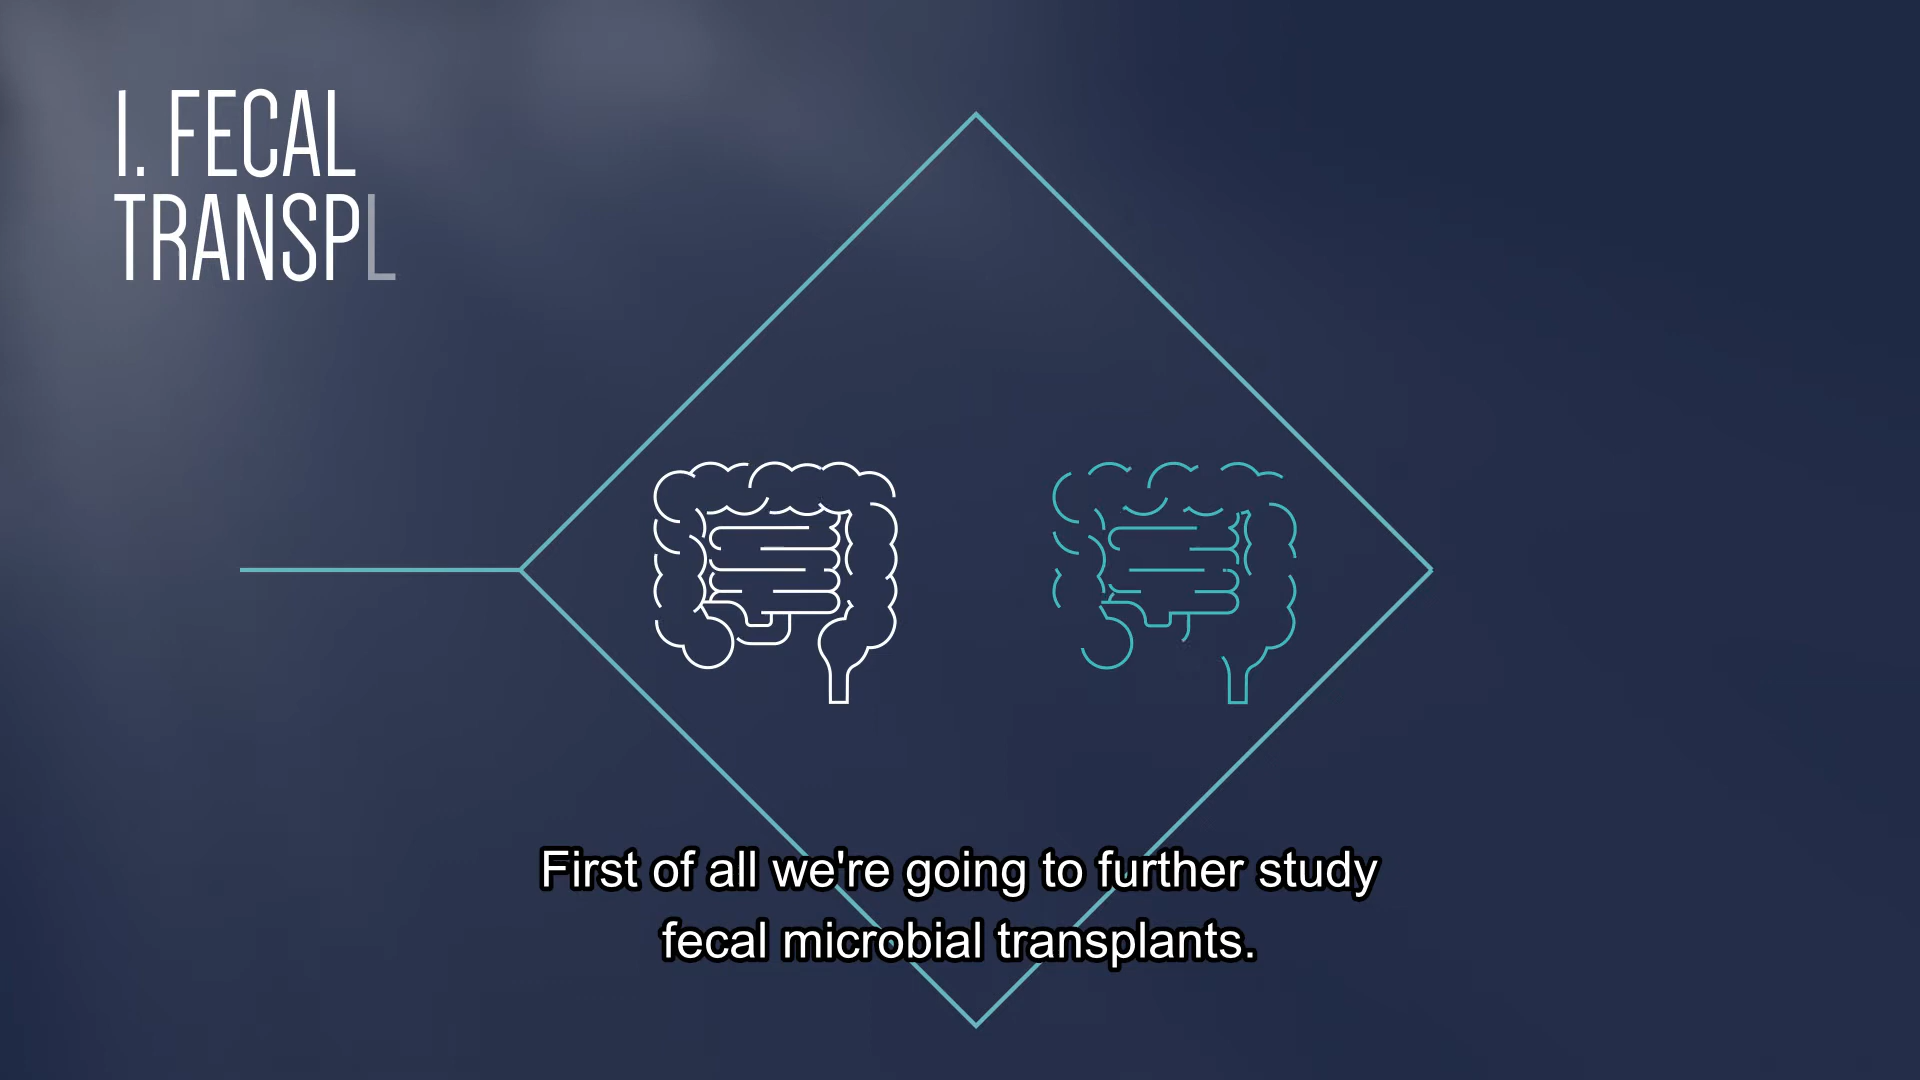 I. FECAL
TRANSPL
First of all we're going to further study
fecal microbial transplants.